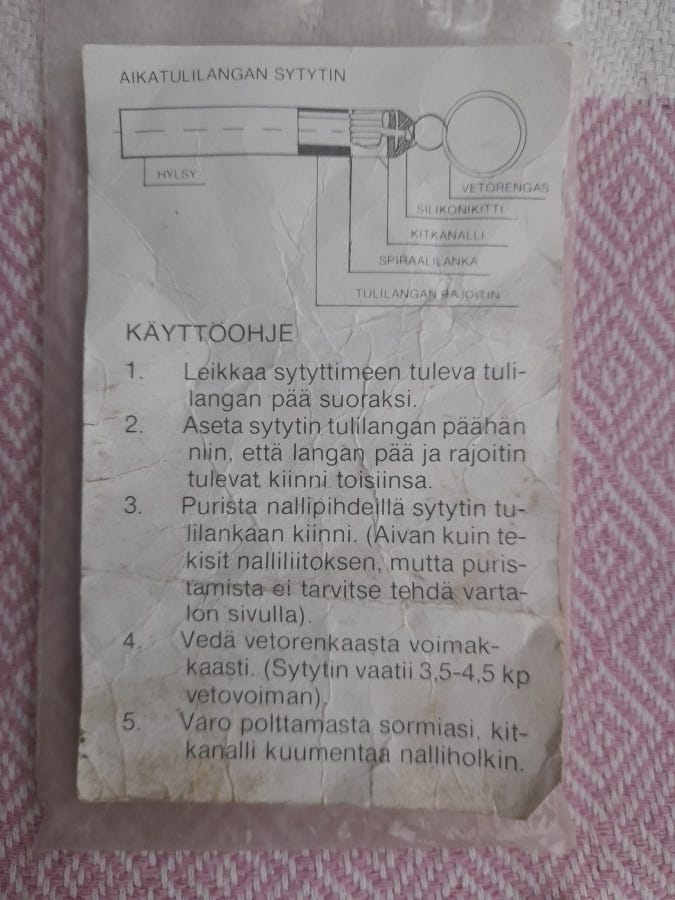 AIKATULILANGAN SYTYTIN
HYLSY
VETORENGAS
SILIKONIKITTI
KITKANALLI
SPIRAALILANKA
TULILANGAN RAJOITIN
KÄYTTÖOHJE
1. Leikkaa sytyttimeen tuleva tuli-
langan pää suoraksi.
2. Aseta sytytin tulilangan päähän
niin, että langan pää ja rajoitin
tulevat kiinni toisiinsa.
3. Purista nallipihdeillä sytytin tu-
lilankaan kiinni. (Aivan kuin te-
kisit nalliliitoksen, mutta puris-
tamista ei tarvitse tehdä varta-
lon sivulla).
4. Vedä vetorenkaasta voimak-
kaasti. (Sytytin vaatii 3,5-4,5 kp
vetovoiman).
5. Varo polttamasta sormiasi, kit-
kanalli kuumentaa nalliholkin.